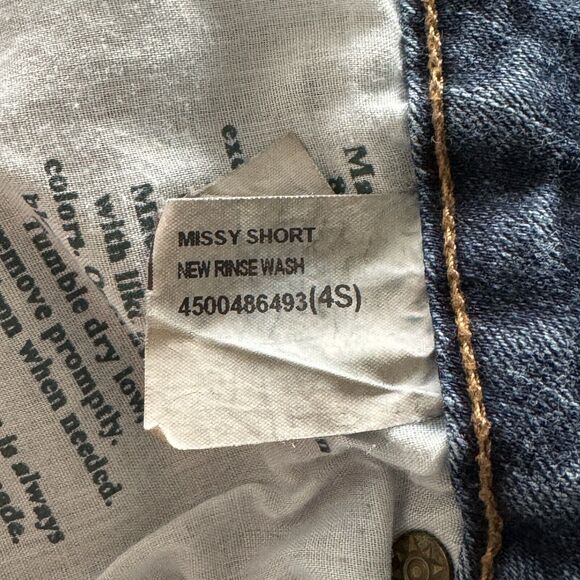 MISSY SHORT
NEW RINSE WASH
4500486493(4S)
Ma
with like
colors.
Tumble dry low.
remove promptly.
when needed.
is always